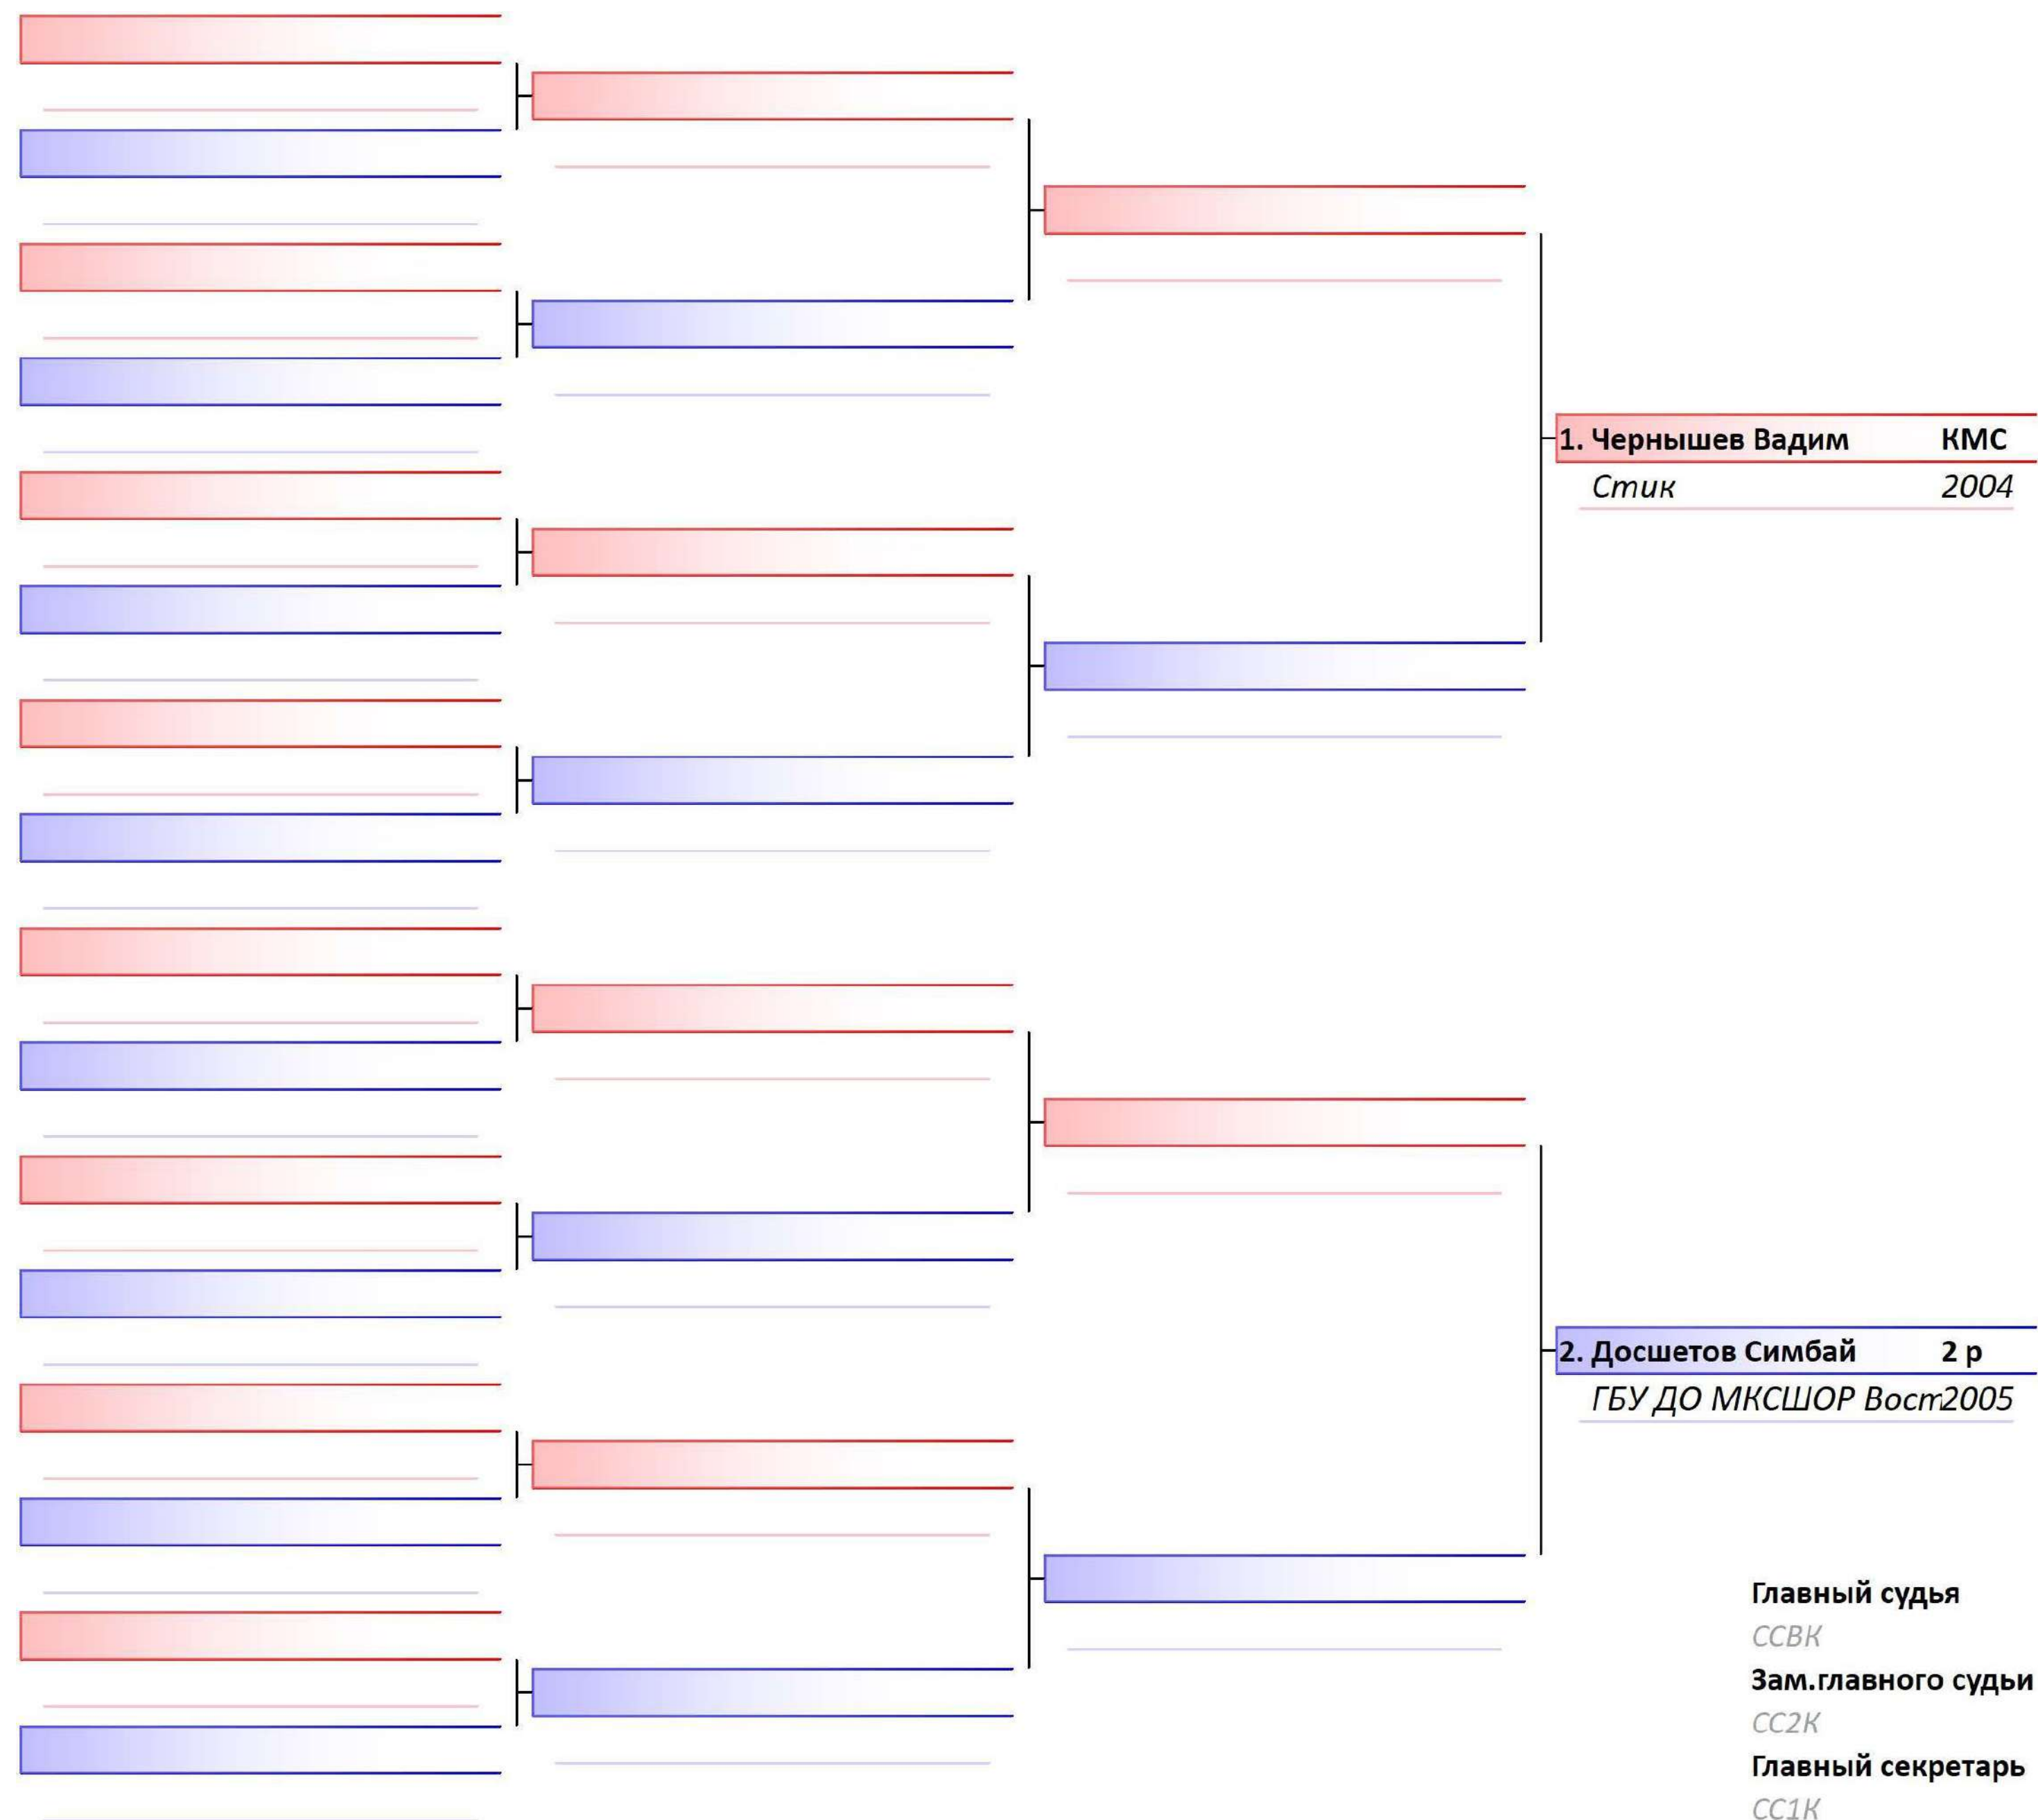 1. Чернышев Вадим КМС
Стик 2004
2. Досшетов Симбай 2 р
ГБУ ДО МКСШОР Вост2005
Главный судья
ССВК
Зам.главного судьи
СС2К
Главный секретарь
СС1К